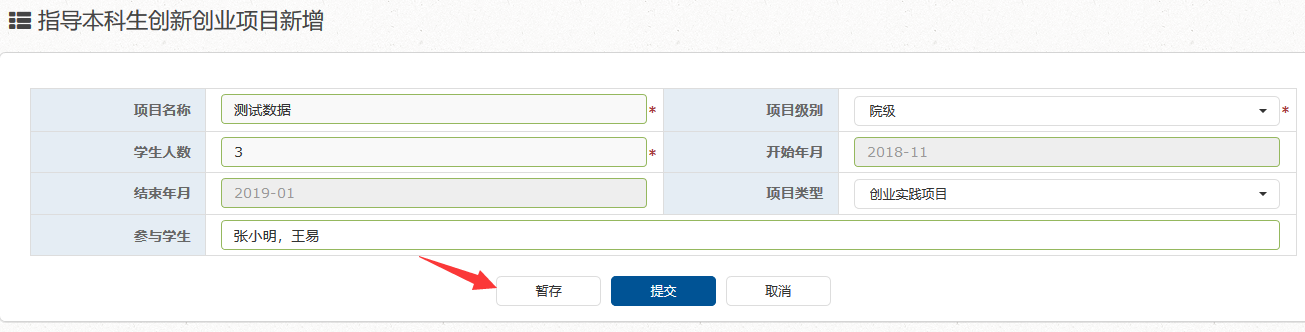 指导本科生创新创业项目新增
项目名称 测试数据 * 项目级别 院级 *
学生人数 3 * 开始年月 2018-11
结束年月 2019-01 项目类型 创业实践项目
参与学生 张小明，王易
暂存 提交 取消